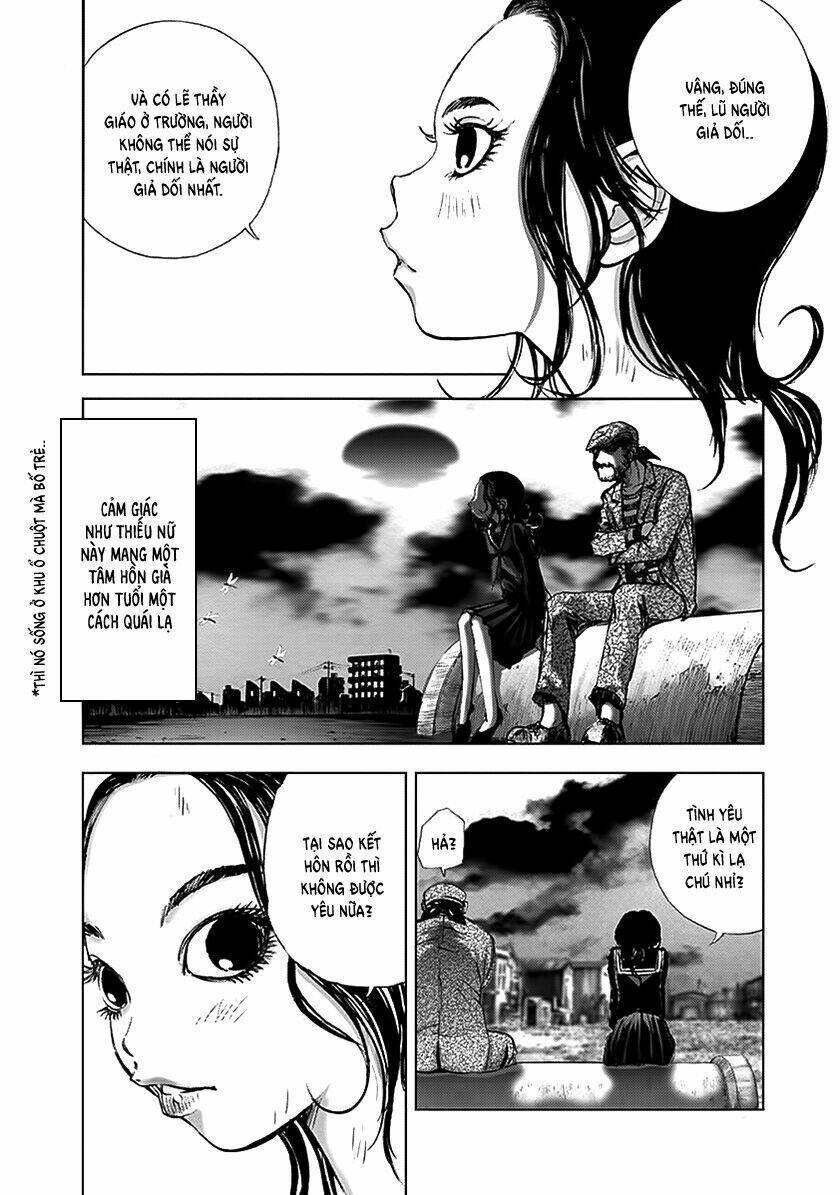 VÂNG, ĐÚNG
THẾ, LŨ NGƯỜI
GIẢ DỐI..
VÀ CÓ LẼ THẦY
GIÁO Ở TRƯỜNG, NGƯỜI
KHÔNG THỂ NÓI SỰ
THẬT, CHÍNH LÀ NGƯỜI
GIẢ DỐI NHẤT.
CẢM GIÁC
NHƯ THIẾU NỮ
NÀY MANG MỘT
TÂM HỒN GIÀ
HƠN TUỔI MỘT
CÁCH QUÁI LẠ
*THÌ NÓ SỐNG Ở KHU Ổ CHUỘT MÀ BỐ TRẺ..
TÌNH YÊU
THẬT LÀ MỘT
THỨ KÌ LẠ
CHÚ NHỈ?
HẢ?
TẠI SAO KẾT
HÔN RỒI THÌ
KHÔNG ĐƯỢC
YÊU NỮA?